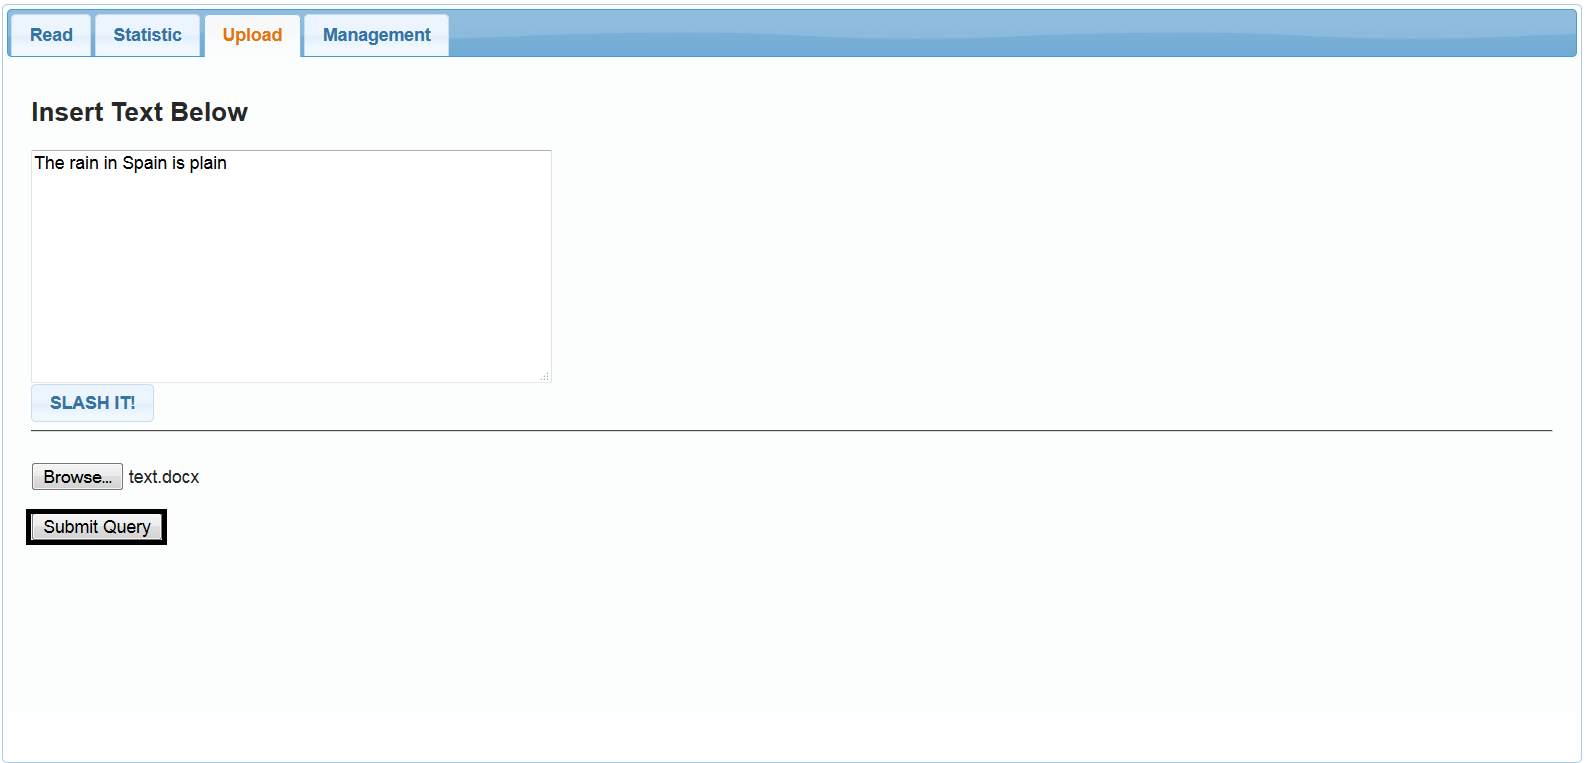 Read Statistic Upload Management
Insert Text Below
The rain in Spain is plain
SLASH IT!
Browse... text.docx
Submit Query